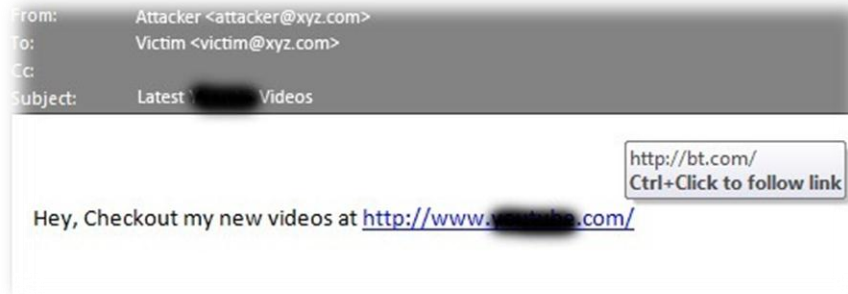 From: Attacker <attacker@xyz.com>
To: Victim <victim@xyz.com>
Cc:
Subject: Latest Videos
http://bt.com/
Ctrl+Click to follow link
Hey, Checkout my new videos at http://www. .com/